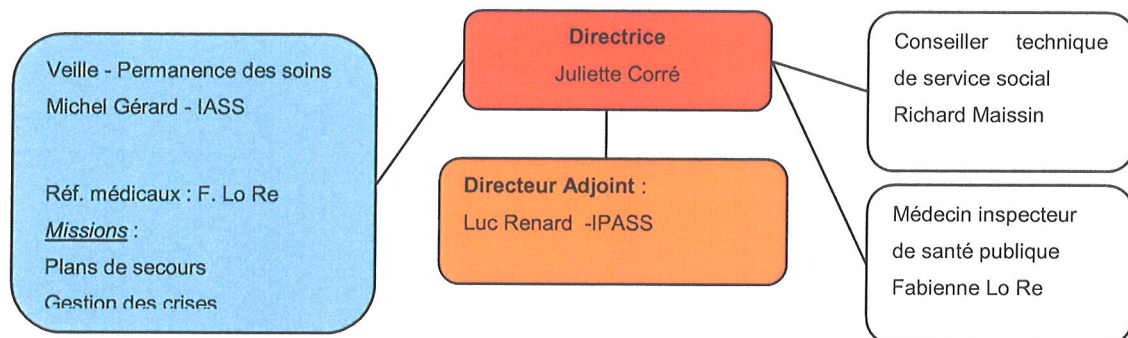 Veille - Permanence des soins
Michel Gérard - IASS
Réf. médicaux : F. Lo Re
Missions :
Plans de secours
Gestion des crises
Directrice
Juliette Corré
Directeur Adjoint :
Luc Renard -IPASS
Conseiller technique
de service social
Richard Maissin
Médecin inspecteur
de santé publique
Fabienne Lo Re